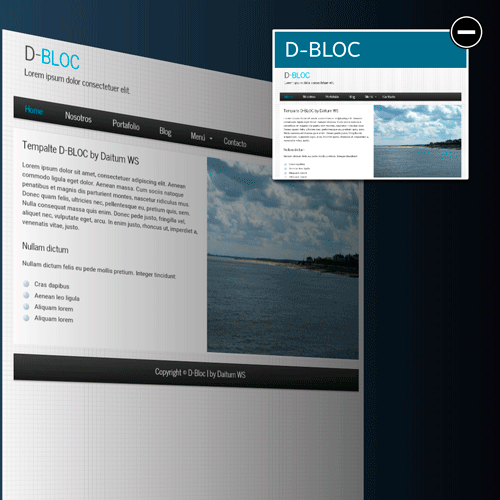 D-BLOC
Lorem ipsum dolor consectetuer elit.
Home Nosotros Portafolio Blog Menú Contacto
Tempalte D-BLOC by Daitum WS
Lorem ipsum dolor sit amet, consectetuer adipiscing elit. Aenean
commodo ligula eget dolor. Aenean massa. Cum sociis natoque
penatibus et magnis dis parturient montes, nascetur ridiculus mus.
Donec quam felis, ultricies nec, pellentesque eu, pretium quis, sem.
Nulla consequat massa quis enim. Donec pede justo, fringilla vel,
aliquet nec, vulputate eget, arcu. In enim justo, rhoncus ut, imperdiet a,
venenatis vitae, justo.
Nullam dictum
Nullam dictum felis eu pede mollis pretium. Integer tincidunt:
Cras dapibus
Aenean leo ligula
Aliquam lorem
Aliquam lorem
Copyright © D-Bloc | by Daitum WS
D-BLOC
D-BLOC
Lorem ipsum dolor consectetuer elit.
Nosotros Portafolio Blog Menú Contacto
Tempalte D-BLOC by Daitum WS
Nullam dictum